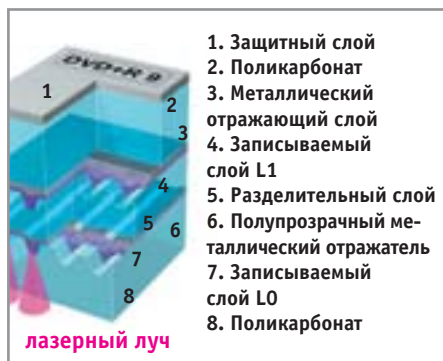 DVD+R 9
1
2
3
4
5
6
7
8
лазерный луч
1. Защитный слой
2. Поликарбонат
3. Металлический
отражающий слой
4. Записываемый
слой L1
5. Разделительный слой
6. Полупрозрачный ме-
таллический отражатель
7. Записываемый
слой L0
8. Поликарбонат